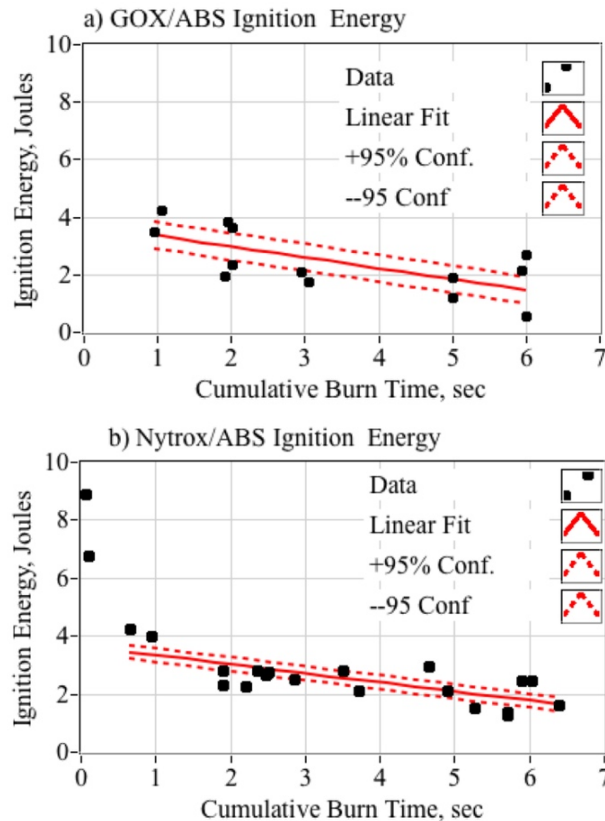 a) GOX/ABS Ignition Energy
10
8
6
4
2
0
Ignition Energy, Joules
Data
Linear Fit
+95% Conf.
--95 Conf
0 1 2 3 4 5 6 7
Cumulative Burn Time, sec
b) Nytrox/ABS Ignition Energy
10
8
6
4
2
0
Ignition Energy, Joules
Data
Linear Fit
+95% Conf.
--95 Conf
0 1 2 3 4 5 6 7
Cumulative Burn Time, sec